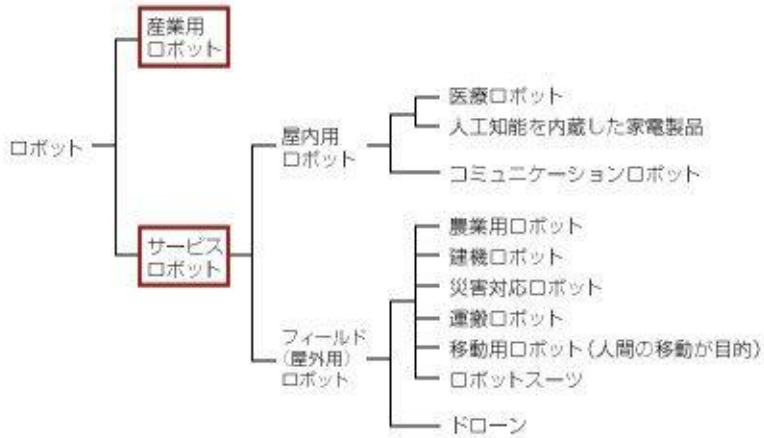 ロボット
産業用
ロボット
サービス
ロボット
屋内用
ロボット
医療ロボット
人工知能を内蔵した家電製品
コミュニケーションロボット
フィールド
(屋外用)
ロボット
農業用ロボット
建機ロボット
災害対応ロボット
運搬ロボット
移動用ロボット(人間の移動が目的)
ロボットスーツ
ドローン